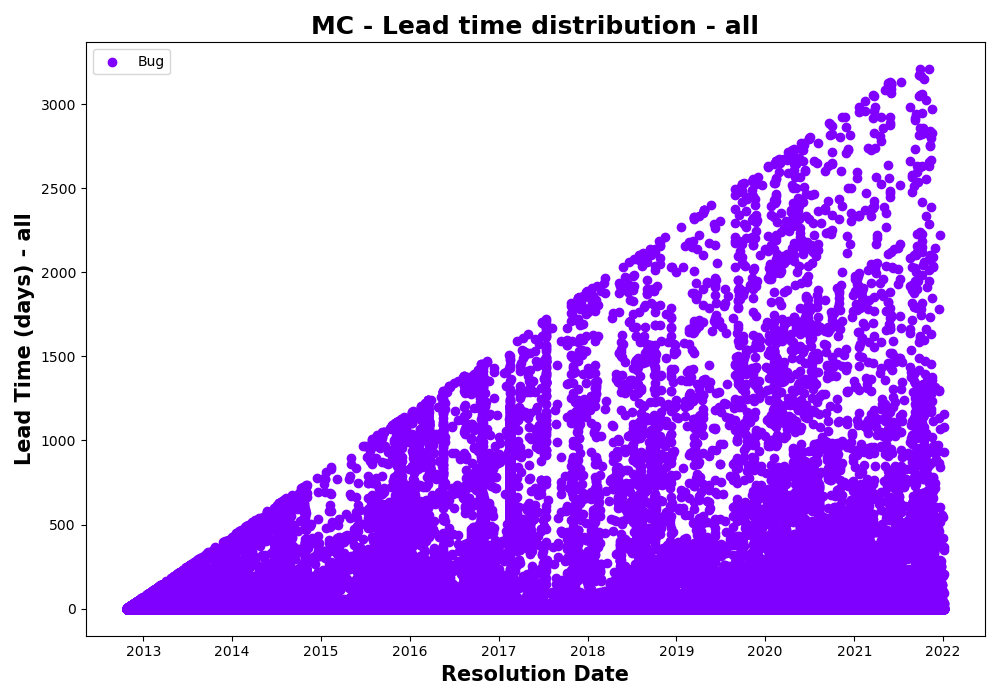 MC - Lead time distribution - all
Bug
Lead Time (days) - all
3000
2500
2000
1500
1000
500
0
2013 2014 2015 2016 2017 2018 2019 2020 2021 2022
Resolution Date